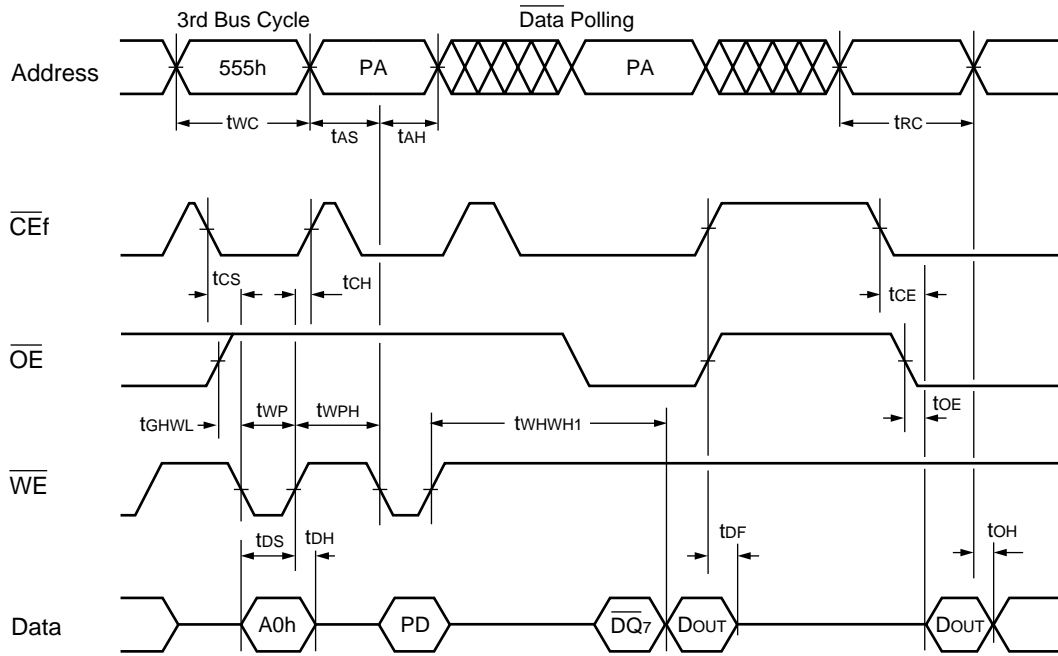 3rd Bus Cycle Data Polling
Address 555h PA PA
tWC tAS tAH tRC
CEf
tCS tCH tCE
OE
tGHWL tWP tWPH tWHWH1 tOE
WE
tDS tDH tDF tOH
Data A0h PD DQ7 DOUT DOUT